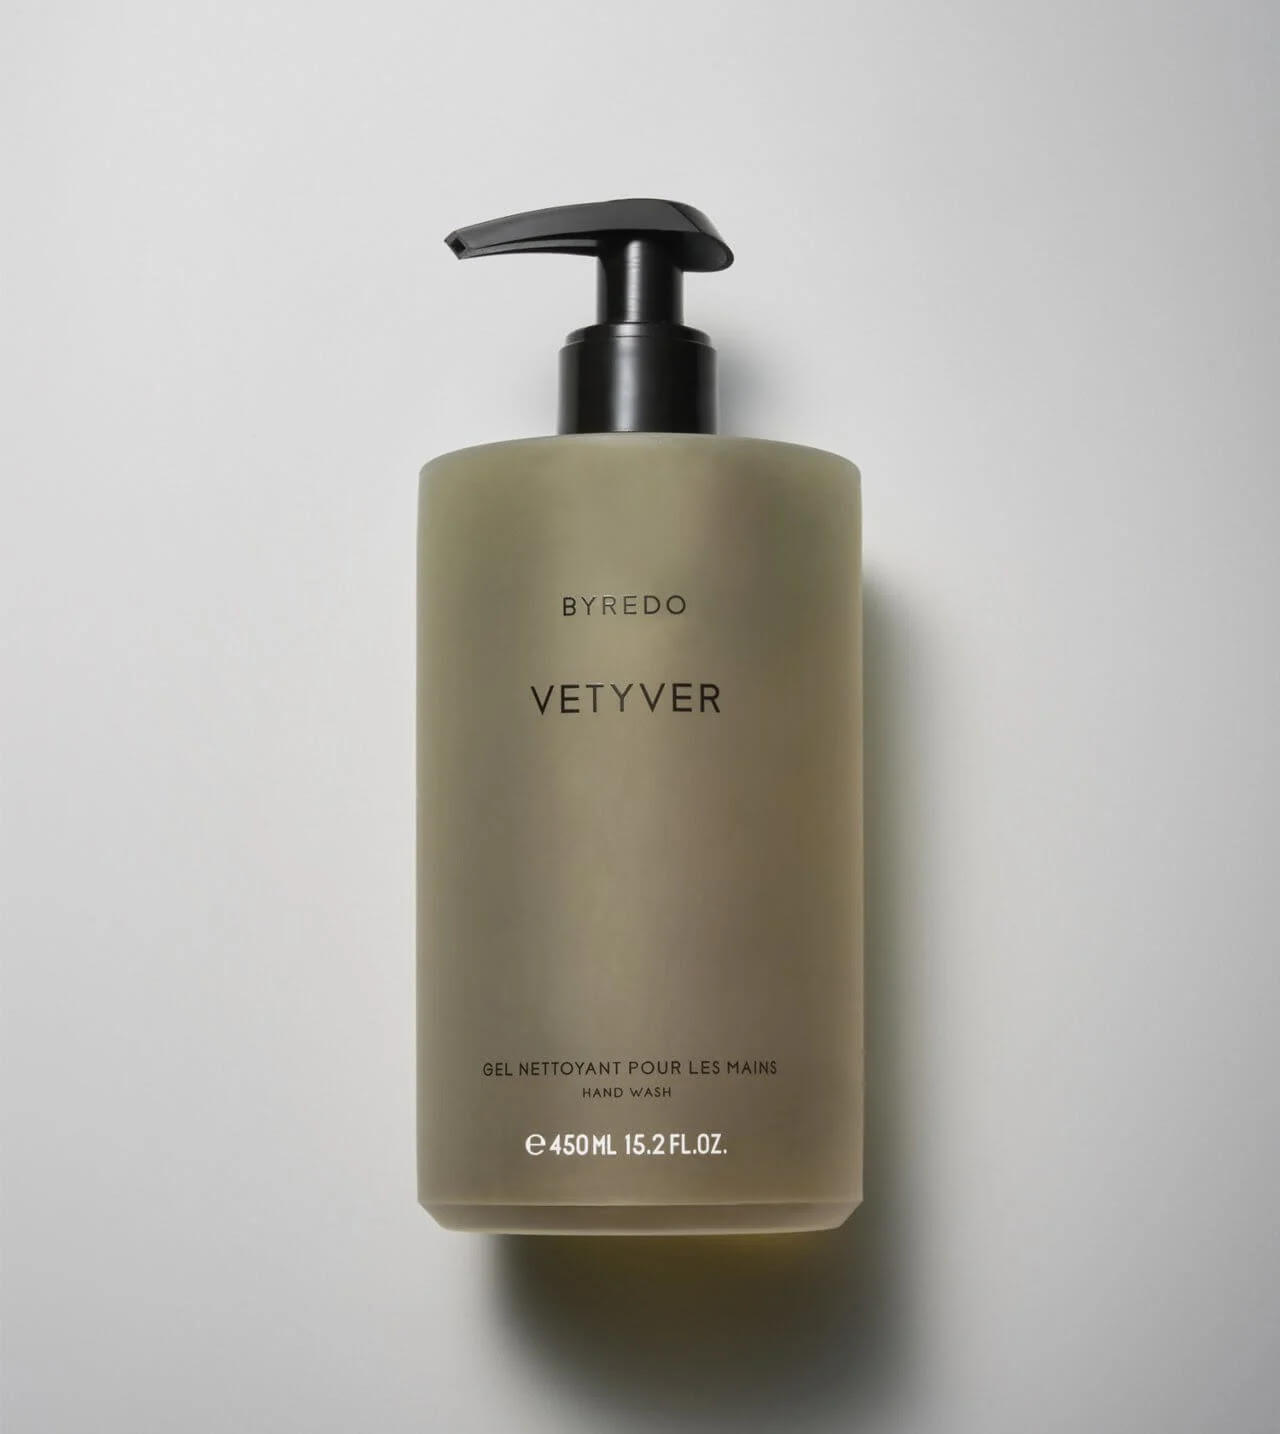 BYREDO
VETYVER
GEL NETTOYANT POUR LES MAINS
HAND WASH
℮ 450 ML 15.2 FL.OZ.